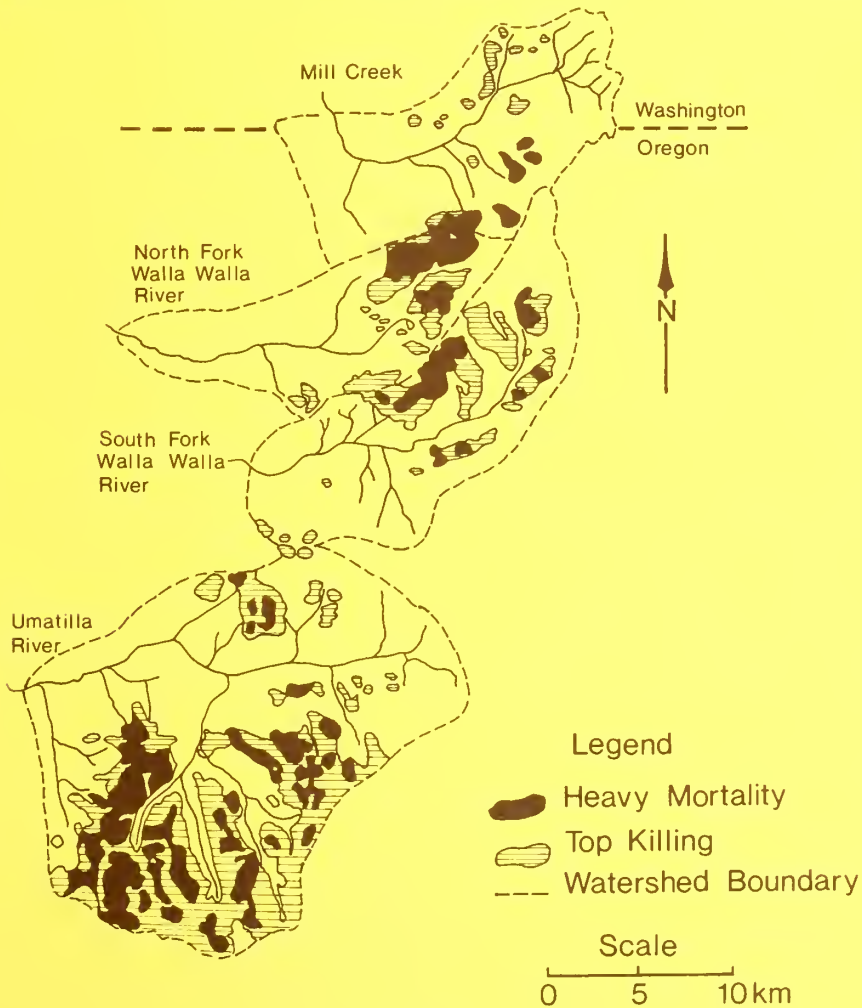 Mill Creek
Washington
Oregon
North Fork
Walla Walla
River
N
South Fork
Walla Walla
River
Umatilla
River
Legend
Heavy Mortality
Top Killing
Watershed Boundary
Scale
0 5 10 km